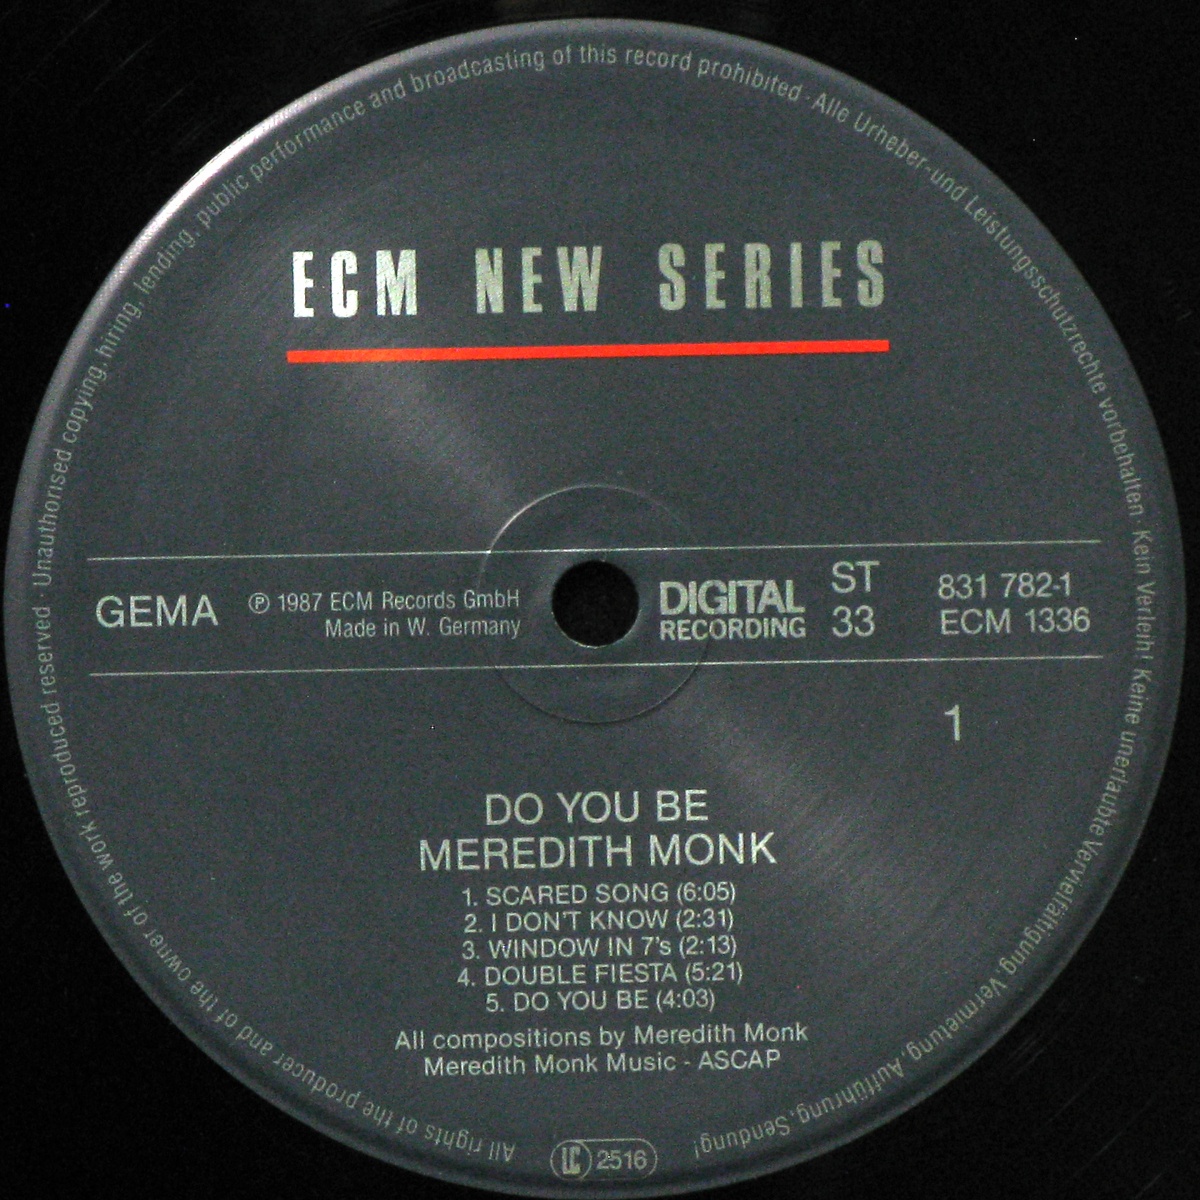 All rights of the producer and of the owner of the work reproduced reserved · Unauthorised copying, hiring, lending, public performance and broadcasting of this record prohibited · Alle Urheber-und Leistungsschutzrechte vorbehalten. Kein Verleih! Keine unerlaubte Vervielfältigung, Vermietung, Aufführung, Sendung!
ECM NEW SERIES
GEMA
℗ 1987 ECM Records GmbH
Made in W. Germany
DIGITAL
RECORDING
ST
33
831 782-1
ECM 1336
1
DO YOU BE
MEREDITH MONK
1. SCARED SONG (6:05)
2. I DON'T KNOW (2:31)
3. WINDOW IN 7's (2:13)
4. DOUBLE FIESTA (5:21)
5. DO YOU BE (4:03)
All compositions by Meredith Monk
Meredith Monk Music - ASCAP
LC 2516